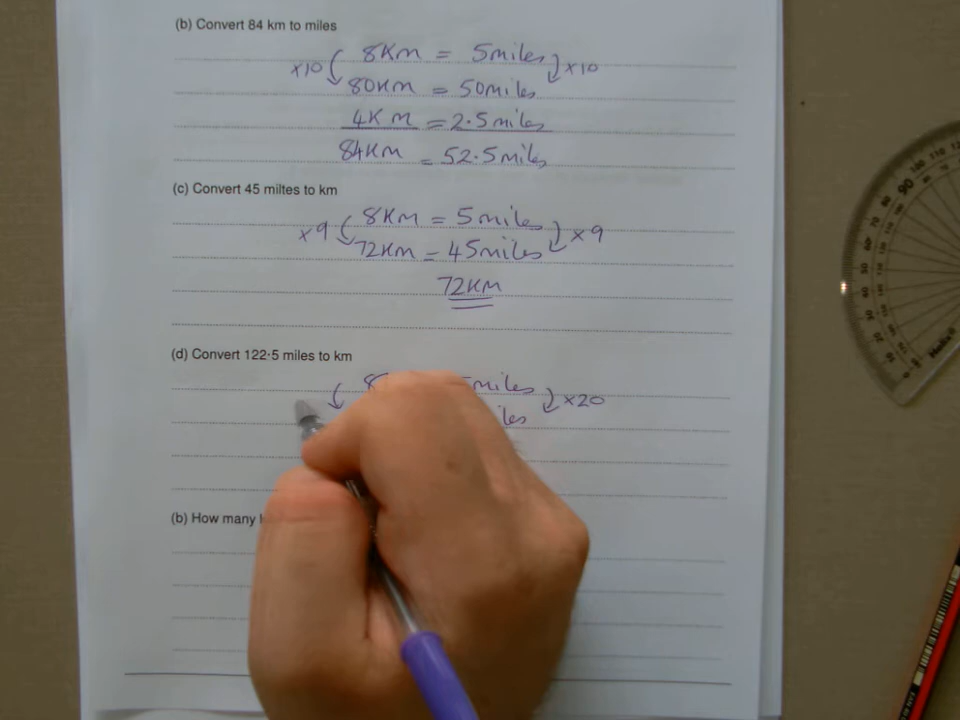 (b) Convert 84 km to miles
×10 8Km = 5miles ×10
80Km = 50miles
4Km = 2.5miles
84Km = 52.5miles
(c) Convert 45 miltes to km
×9 8Km = 5miles ×9
72Km = 45miles
72Km
(d) Convert 122·5 miles to km
8 miles ×20
(b) How many
Helix